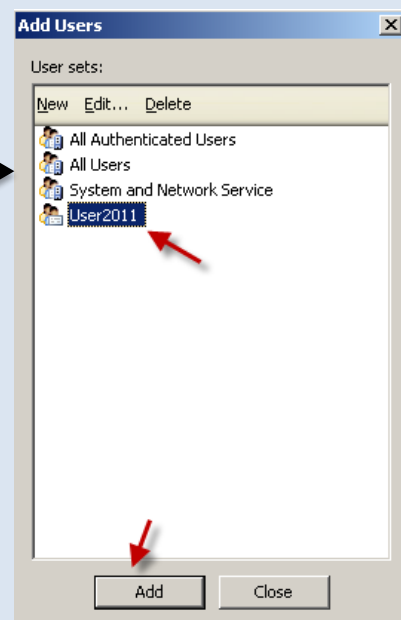 Add Users
User sets:
New Edit... Delete
All Authenticated Users
All Users
System and Network Service
User2011
Add Close